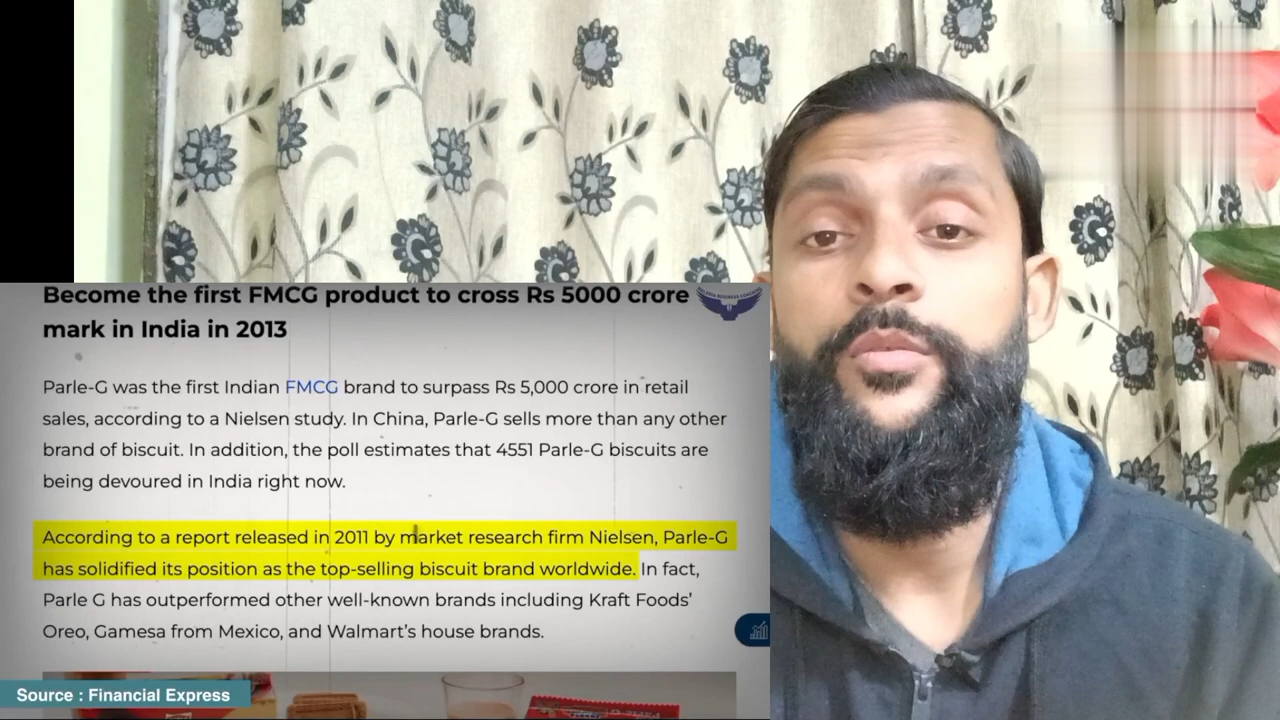 Become the first FMCG product to cross Rs 5000 crore
mark in India in 2013
Parle-G was the first Indian FMCG brand to surpass Rs 5,000 crore in retail
sales, according to a Nielsen study. In China, Parle-G sells more than any other
brand of biscuit. In addition, the poll estimates that 4551 Parle-G biscuits are
being devoured in India right now.
According to a report released in 2011 by market research firm Nielsen, Parle-G
has solidified its position as the top-selling biscuit brand worldwide. In fact,
Parle G has outperformed other well-known brands including Kraft Foods'
Oreo, Gamesa from Mexico, and Walmart's house brands.
Source : Financial Express